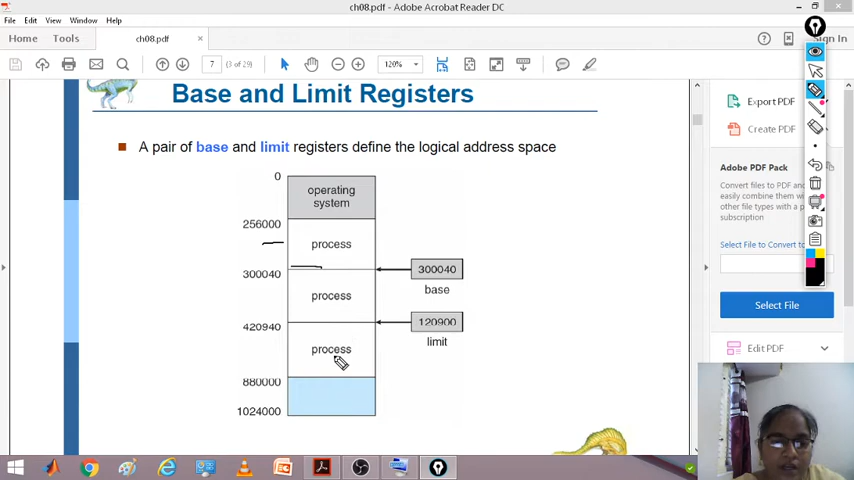 ch08.pdf - Adobe Acrobat Reader DC
File Edit View Window Help
Home Tools ch08.pdf × Sign In
7 (3 of 29) 120%
Base and Limit Registers
A pair of base and limit registers define the logical address space
0
operating
system
256000
process
300040
300040
base
process
420940
120900
limit
process
880000
1024000
Export PDF
Create PDF
Adobe PDF Pack
Convert files to PDF and
easily combine them with
other file types with a
subscription
Select File to Convert to
Select File
Edit PDF